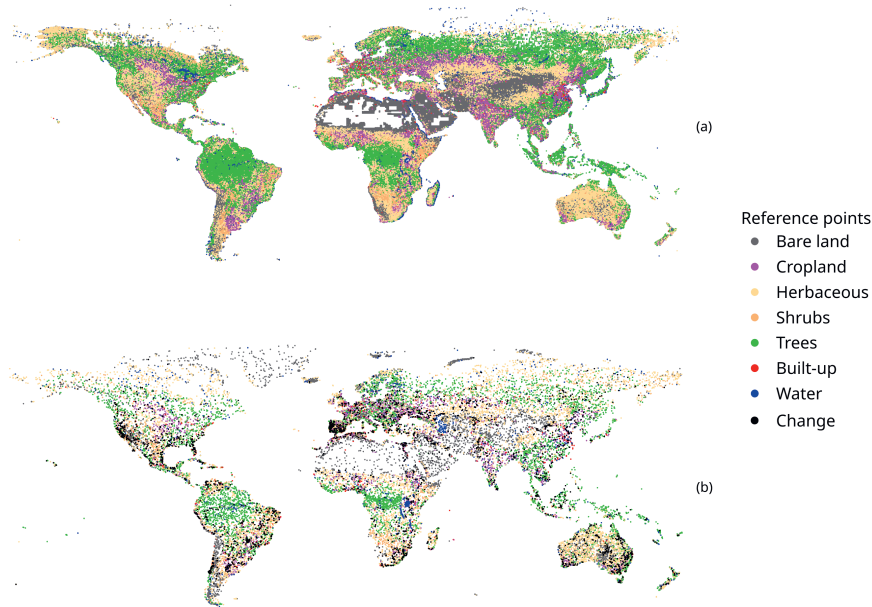 (a)
Reference points
Bare land
Cropland
Herbaceous
Shrubs
Trees
Built-up
Water
Change
(b)